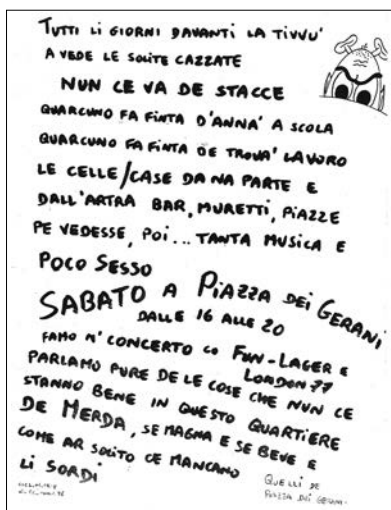 TUTTI LI GIORNI DAVANTI LA TIVVU'
A VEDE LE SOLITE CAZZATE
NUN CE VA DE STACCE
QUARCUNO FA FINTA D'ANNA' A SCOLA
QUARCUNO FA FINTA DE TROVA' LAVORO
LE CELLE/CASE DA NA PARTE E
DALL'ARTRA BAR, MURETTI, PIAZZE
PE VEDESSE, POI... TANTA MUSICA E
POCO SESSO
SABATO A PIAZZA DEI GERANI
DALLE 16 ALLE 20
FAMO N' CONCERTO CO FUN-LAGER E
LONDON 77
PARLAMO PURE DE LE COSE CHE NUN CE
STANNO BENE IN QUESTO QUARTIERE
DE MERDA, SE MAGNA E SE BEVE E
COME AR SOLITO CE MANCANO
LI SORDI
QUELLI DE
PIAZZA DEI GERANI